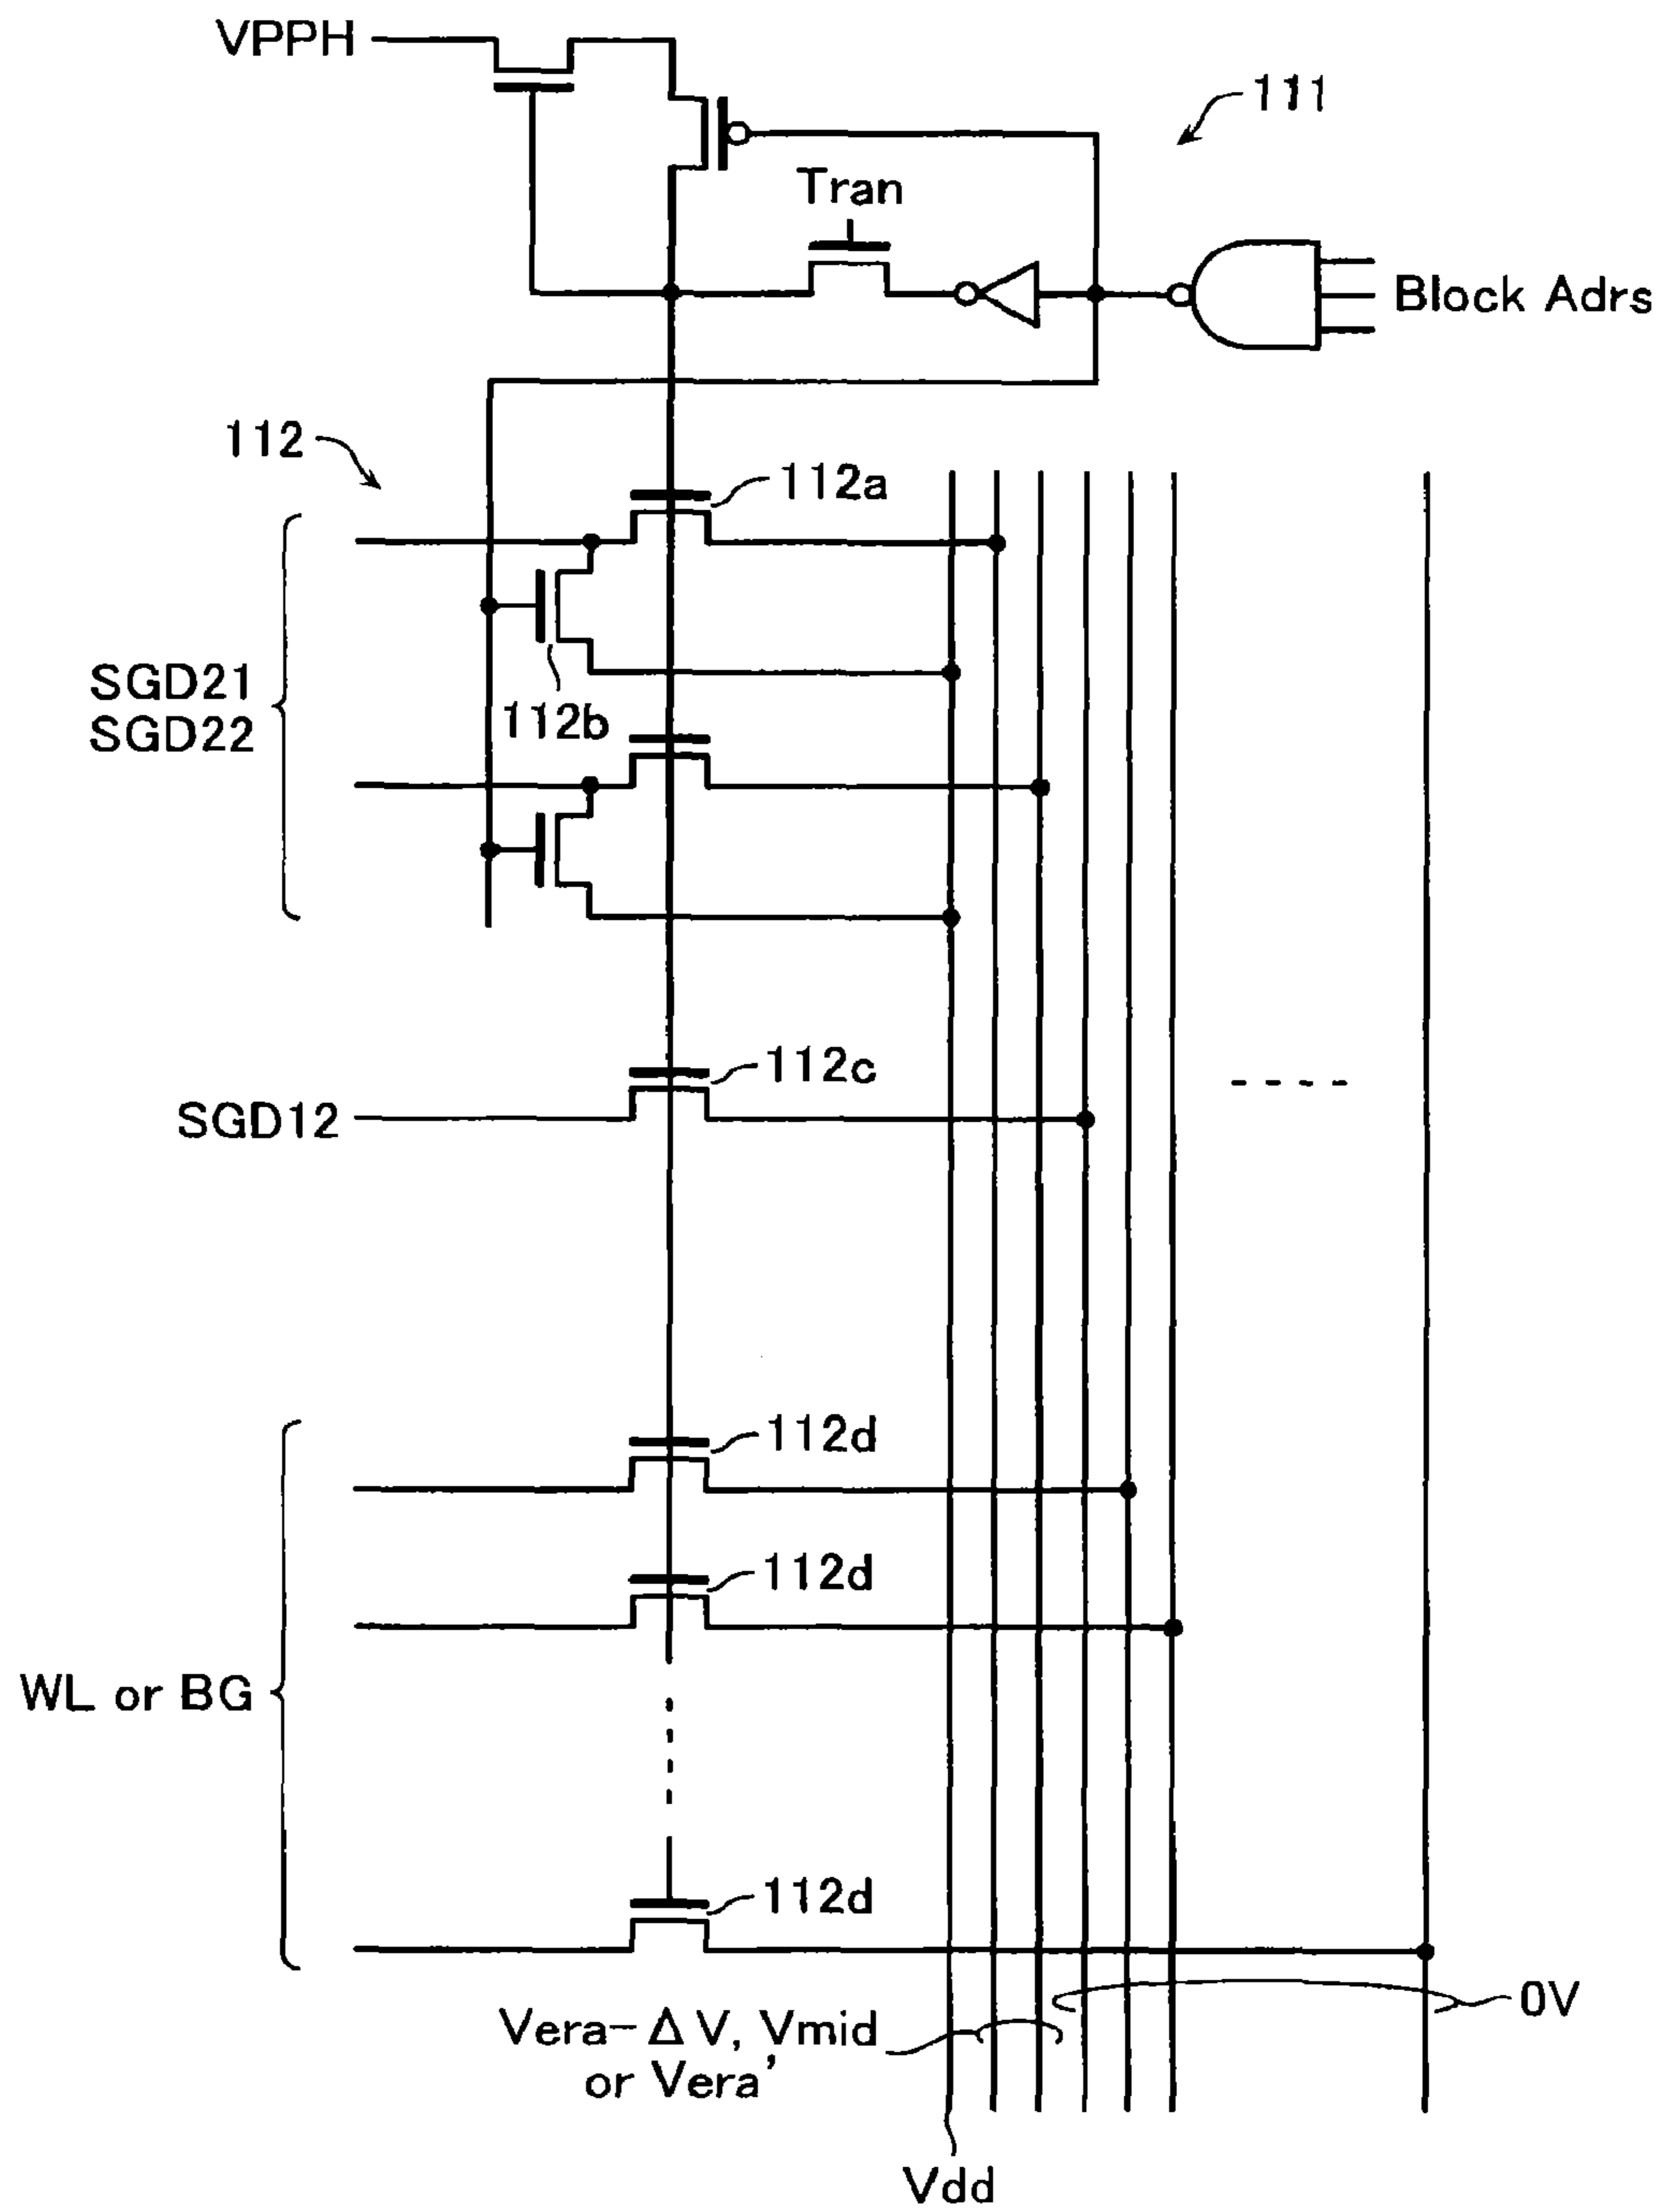 VPPH
111
Tran
Block Adrs
112
112a
SGD21
SGD22
112b
112c
SGD12
112d
112d
WL or BG
112d
0V
Vera-ΔV, Vmid
or Vera'
Vdd